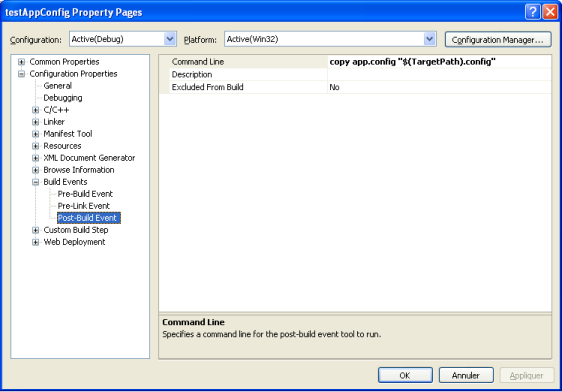 testAppConfig Property Pages
Configuration: Active(Debug) Platform: Active(Win32) Configuration Manager...
Common Properties
Configuration Properties
General
Debugging
C/C++
Linker
Manifest Tool
Resources
XML Document Generator
Browse Information
Build Events
Pre-Build Event
Pre-Link Event
Post-Build Event
Custom Build Step
Web Deployment
Command Line copy app.config "$(TargetPath).config"
Description
Excluded From Build No
Command Line
Specifies a command line for the post-build event tool to run.
OK Annuler Appliquer